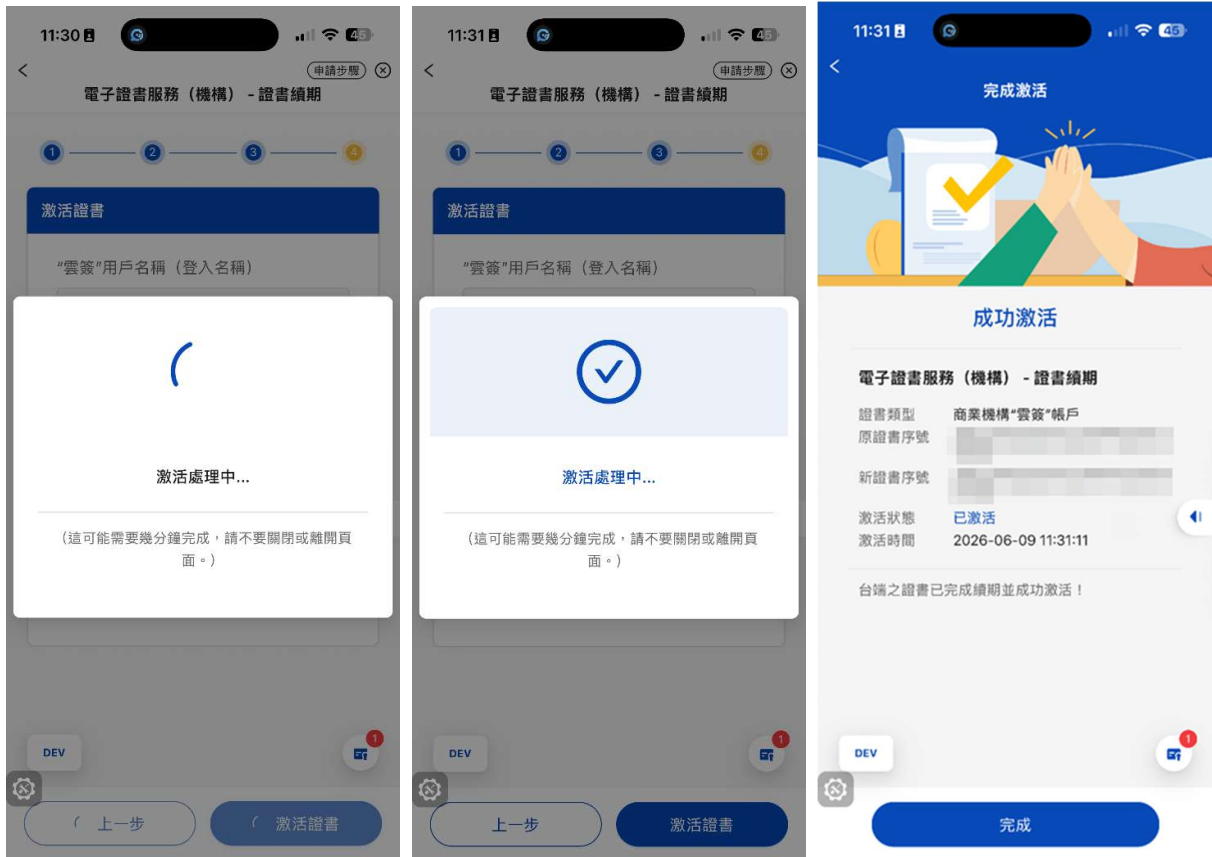 11:30
45
申請步驟
電子證書服務（機構） - 證書續期
1
2
3
4
激活證書
“雲簽”用戶名稱（登入名稱）
激活處理中...
（這可能需要幾分鐘完成，請不要關閉或離開頁
面。）
DEV
1
上一步
激活證書
11:31
45
申請步驟
電子證書服務（機構） - 證書續期
1
2
3
4
激活證書
“雲簽”用戶名稱（登入名稱）
激活處理中...
（這可能需要幾分鐘完成，請不要關閉或離開頁
面。）
DEV
1
上一步
激活證書
11:31
45
完成激活
成功激活
電子證書服務（機構） - 證書續期
證書類型 商業機構“雲簽”帳戶
原證書序號
新證書序號
激活狀態 已激活
激活時間 2026-06-09 11:31:11
台端之證書已完成續期並成功激活！
DEV
1
完成